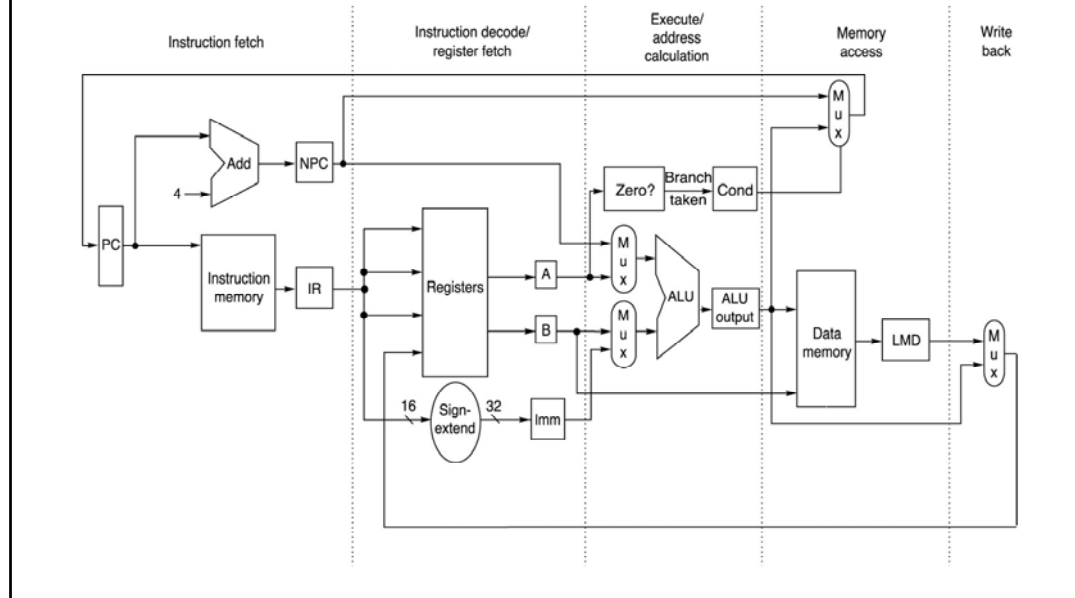 Instruction fetch
Instruction decode/
register fetch
Execute/
address
calculation
Memory
access
Write
back
M
u
x
Add
NPC
4
Zero?
Branch
taken
Cond
PC
Instruction
memory
IR
Registers
A
B
M
u
x
M
u
x
ALU
ALU
output
Data
memory
LMD
M
u
x
16
Sign-
extend
32
Imm